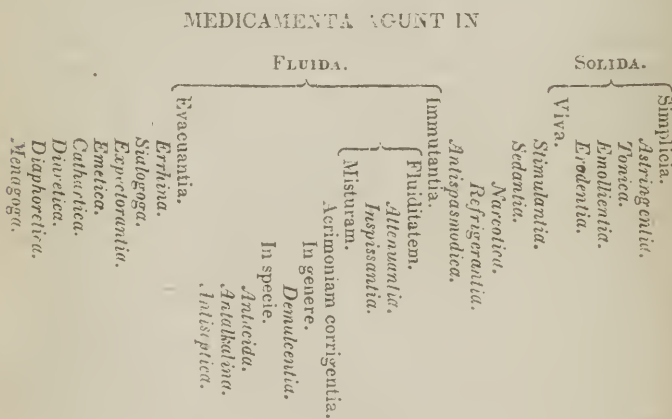 MEDICAMENTA AGUNT IN
SOLIDA.
Simplicia.
Astringentia.
Tonica.
Emollientia.
Erodentia.
Viva.
Stimulantia.
Sedantia.
Narcotica.
Refrigerantia.
Antispasmodica.
FLUIDA.
Immutantia.
Fluiditatem.
Attenuantia.
Inspissantia.
Misturam.
Acrimoniam corrigentia.
In genere.
Demulcentia.
In specie.
Antacida.
Antalkalina.
Antiseptica.
Evacuantia.
Errhina.
Sialogoga.
Expectorantia.
Emetica.
Cathartica.
Diuretica.
Diaphoretica.
Menagoga.